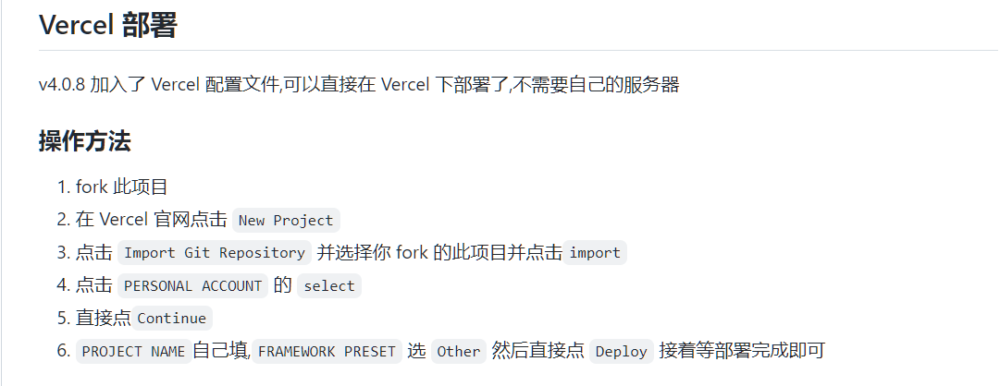 Vercel 部署
v4.0.8 加入了 Vercel 配置文件,可以直接在 Vercel 下部署了,不需要自己的服务器
操作方法
1. fork 此项目
2. 在 Vercel 官网点击 New Project
3. 点击 Import Git Repository 并选择你 fork 的此项目并点击 import
4. 点击 PERSONAL ACCOUNT 的 select
5. 直接点 Continue
6. PROJECT NAME 自己填, FRAMEWORK PRESET 选 Other 然后直接点 Deploy 接着等部署完成即可